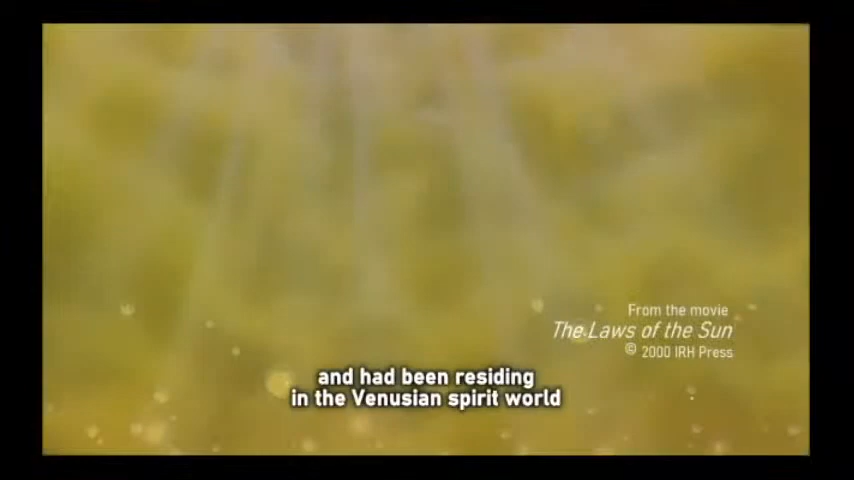 From the movie
The Laws of the Sun
© 2000 IRH Press
and had been residing
in the Venusian spirit world